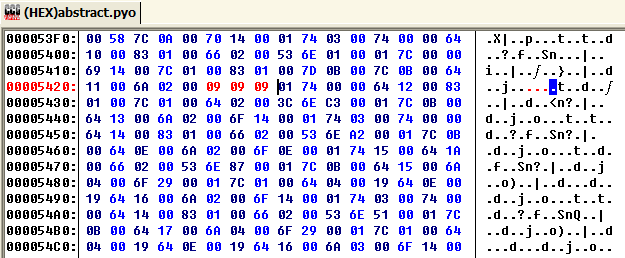 (HEX)abstract.pyo
000053F0: 00 58 7C 0A 00 70 14 00 01 74 03 00 74 00 00 64 .X|..p...t..t..d
00005400: 10 00 83 01 00 66 02 00 53 6E 01 00 01 7C 00 00 ..?..f..Sn...|..
00005410: 69 14 00 7C 01 00 83 01 00 7D 0B 00 7C 0B 00 64 i..|..ƒ..}..|..d
00005420: 11 00 6A 02 00 09 09 09 01 74 00 00 64 12 00 83 ..j......t..d..ƒ
00005430: 01 00 7C 01 00 64 02 00 3C 6E C3 00 01 7C 0B 00 ..|..d..<n?..|..
00005440: 64 13 00 6A 02 00 6F 14 00 01 74 03 00 74 00 00 d..j..o...t..t..
00005450: 64 14 00 83 01 00 66 02 00 53 6E A2 00 01 7C 0B d..?..f..Sn?..|.
00005460: 00 64 0E 00 6A 02 00 6F 0E 00 01 74 15 00 64 1A .d..j..o...t..d.
00005470: 00 66 02 00 53 6E 87 00 01 7C 0B 00 64 15 00 6A .f..Sn?..|..d..j
00005480: 04 00 6F 29 00 01 7C 01 00 64 04 00 19 64 0E 00 ..o)..|..d...d..
00005490: 19 64 16 00 6A 02 00 6F 14 00 01 74 03 00 74 00 .d..j..o...t..t.
000054A0: 00 64 14 00 83 01 00 66 02 00 53 6E 51 00 01 7C .d..?..f..SnQ..|
000054B0: 0B 00 64 17 00 6A 04 00 6F 29 00 01 7C 01 00 64 ..d..j..o)..|..d
000054C0: 04 00 19 64 0E 00 19 64 16 00 6A 03 00 6F 14 00 ...d...d..j..o..